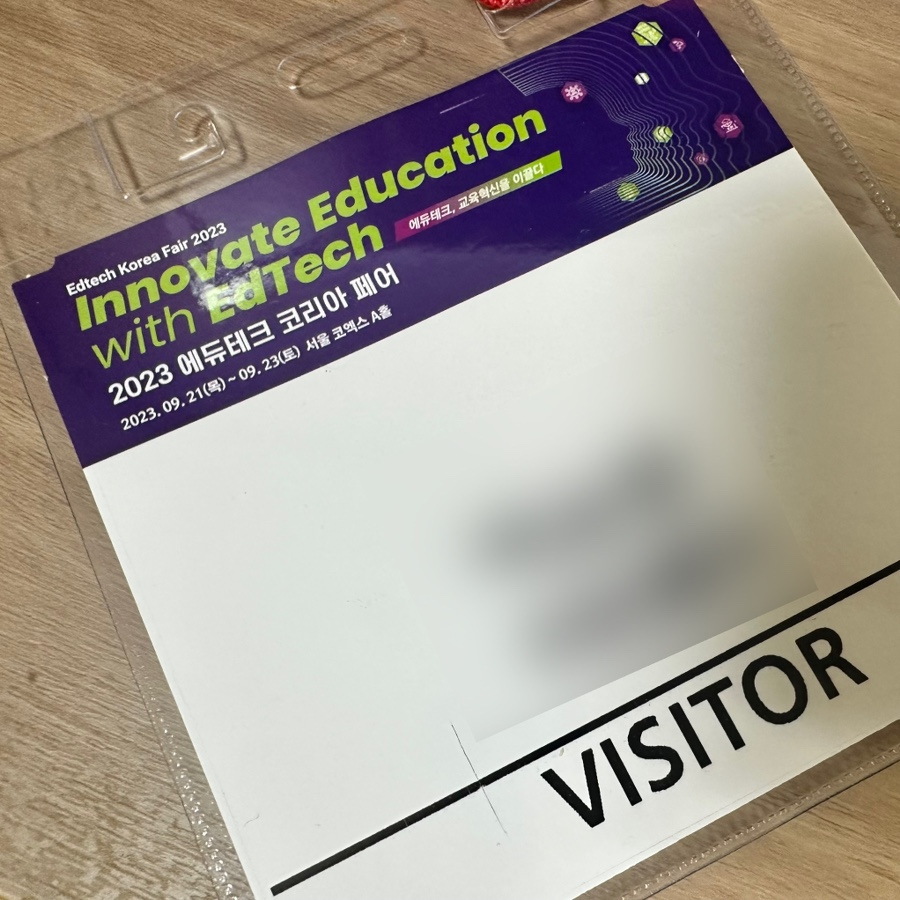 Edtech Korea Fair 2023
Innovate Education
with EdTech
에듀테크, 교육혁신을 이끌다
2023 에듀테크 코리아 페어
2023. 09. 21(목) ~ 09. 23(토) 서울 코엑스 A홀
VISITOR